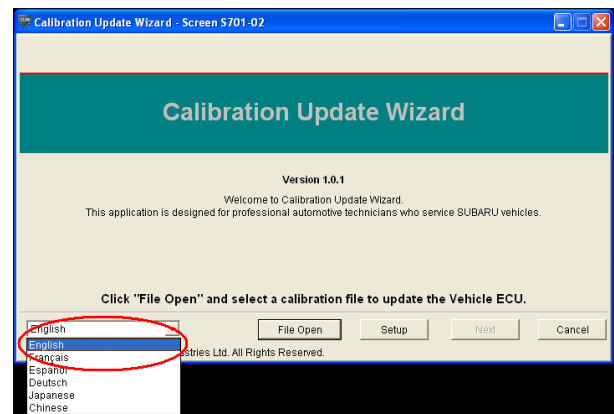 Calibration Update Wizard - Screen S701-02
Calibration Update Wizard
Version 1.0.1
Welcome to Calibration Update Wizard.
This application is designed for professional automotive technicians who service SUBARU vehicles.
Click "File Open" and select a calibration file to update the Vehicle ECU.
English
File Open
Setup
Next
Cancel
English
Français
Español
Deutsch
Japanese
Chinese
Ltd. All Rights Reserved.